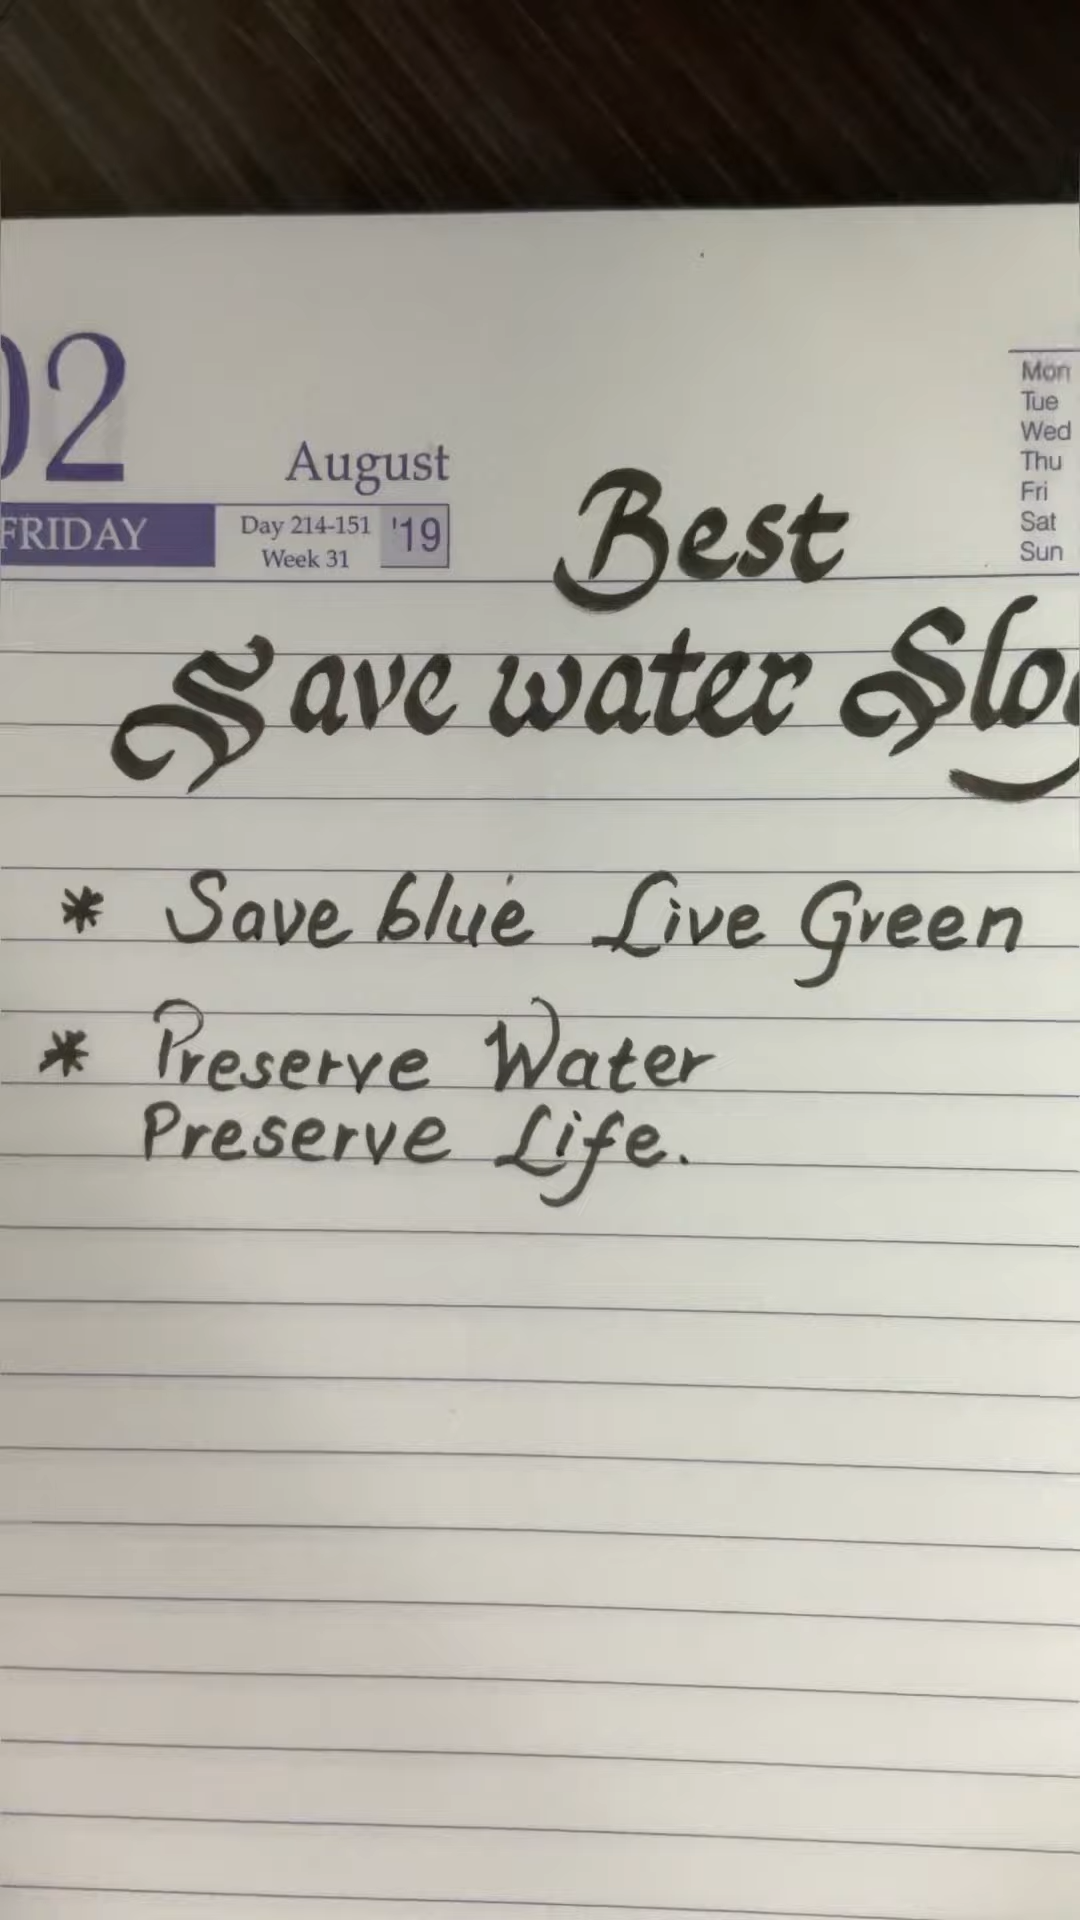 02
August
FRIDAY
Day 214-151
Week 31
'19
Mon
Tue
Wed
Thu
Fri
Sat
Sun
Best
Save water
* Save blue Live Green
* Preserve Water
Preserve Life.